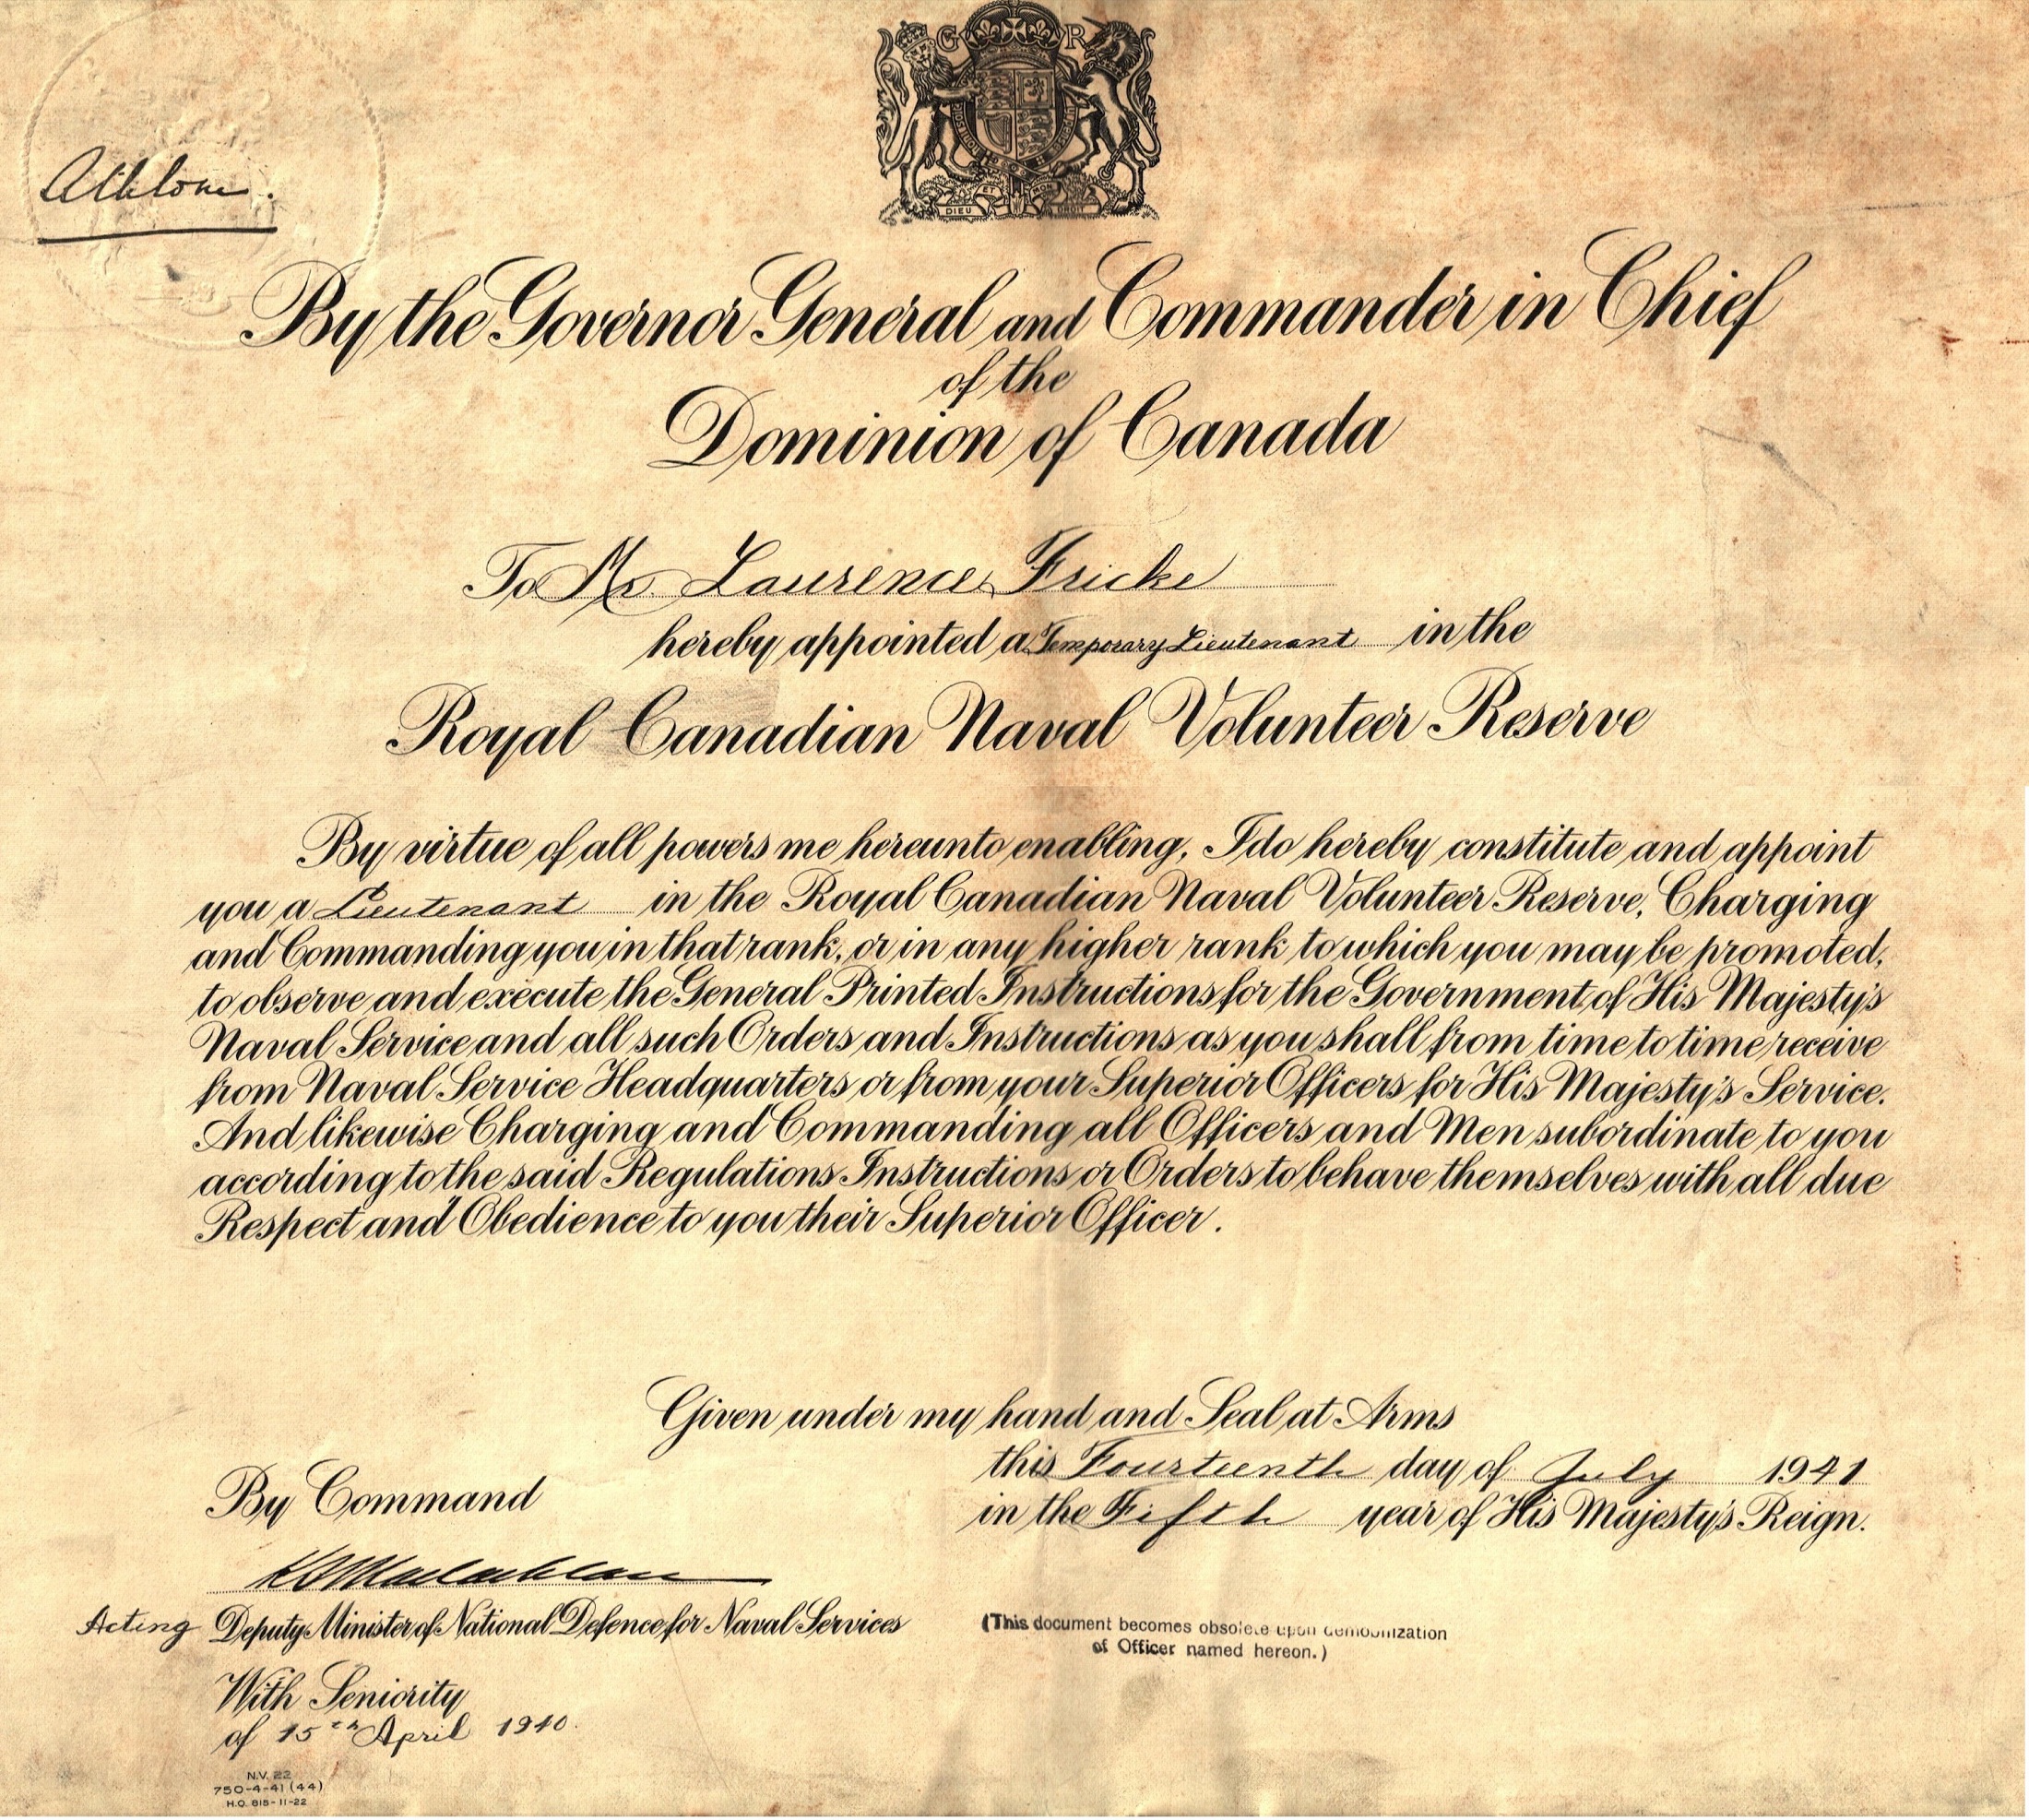 G R
DIEU ET MON DROIT
Athlone.
By the Governor General and Commander in Chief
of the
Dominion of Canada
To Mr. Laurence Fricke
hereby appointed a Temporary Lieutenant in the
Royal Canadian Naval Volunteer Reserve
By virtue of all powers me hereunto enabling, I do hereby constitute and appoint
you a Lieutenant in the Royal Canadian Naval Volunteer Reserve, Charging
and Commanding you in that rank, or in any higher rank to which you may be promoted,
to observe and execute the General Printed Instructions for the Government of His Majesty's
Naval Service and all such Orders and Instructions as you shall from time to time receive
from Naval Service Headquarters or from your Superior Officers for His Majesty's Service.
And likewise Charging and Commanding all Officers and Men subordinate to you
according to the said Regulations Instructions or Orders to behave themselves with all due
Respect and Obedience to you their Superior Officer.
Given under my hand and Seal at Arms
this Fourteenth day of July 1941
in the Fifth year of His Majesty's Reign.
By Command
Acting Deputy Minister of National Defence for Naval Services
(This document becomes obsolete upon demobilization
of Officer named hereon.)
With Seniority
of 15th April 1940.
N.V. 22
750-4-41 (44)
H.Q. 815-11-22